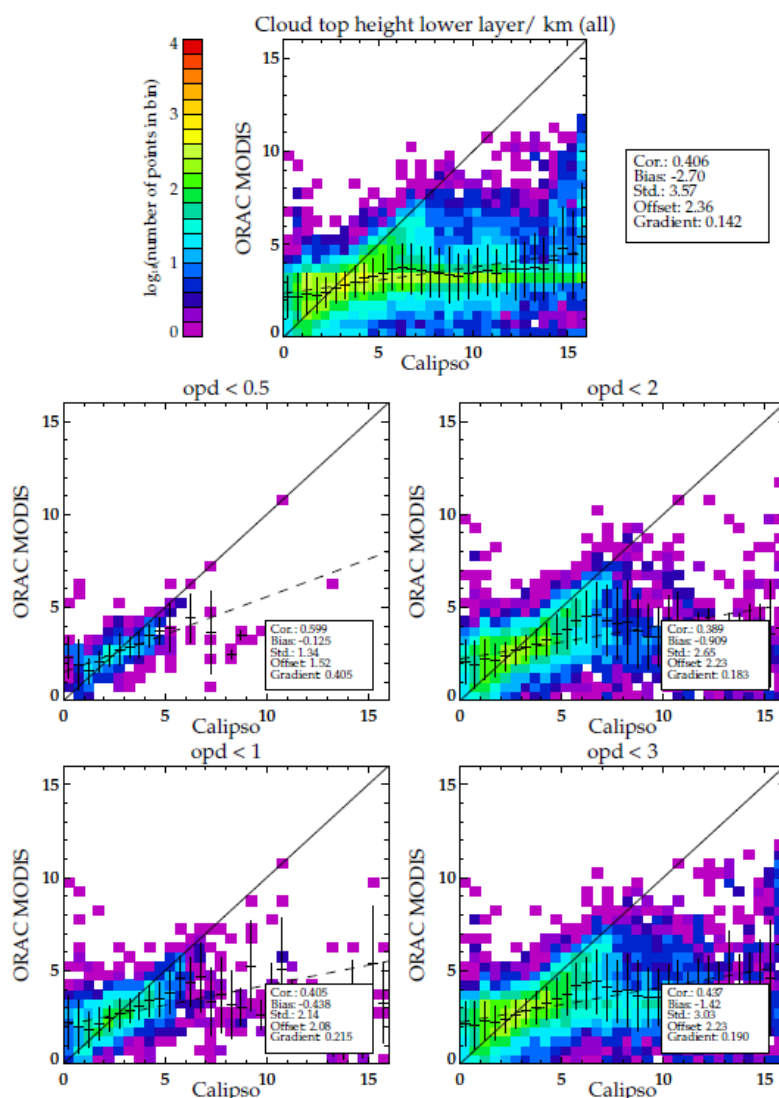 Cloud top height lower layer/ km (all)
log₁₀(number of points in bin)
4
3
2
1
0
ORAC MODIS
15
10
5
0
0 5 10 15
Calipso
Cor.: 0.406
Bias: -2.70
Std.: 3.57
Offset: 2.36
Gradient: 0.142
opd < 0.5
ORAC MODIS
15
10
5
0
0 5 10 15
Calipso
Cor.: 0.599
Bias: -0.125
Std.: 1.34
Offset: 1.52
Gradient: 0.405
opd < 2
ORAC MODIS
15
10
5
0
0 5 10 15
Calipso
Cor.: 0.389
Bias: -0.909
Std.: 2.65
Offset: 2.23
Gradient: 0.183
opd < 1
ORAC MODIS
15
10
5
0
0 5 10 15
Calipso
Cor.: 0.405
Bias: -0.438
Std.: 2.14
Offset: 2.08
Gradient: 0.215
opd < 3
ORAC MODIS
15
10
5
0
0 5 10 15
Calipso
Cor.: 0.437
Bias: -1.42
Std.: 3.03
Offset: 2.23
Gradient: 0.190